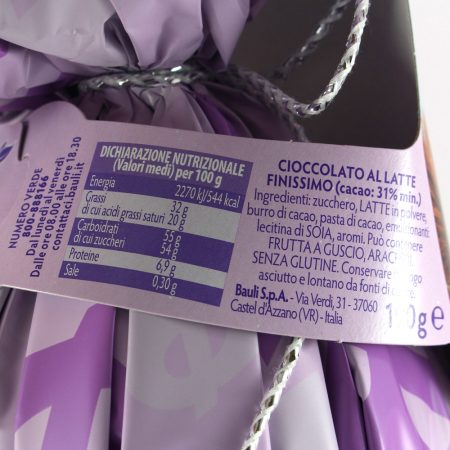 NUMERO VERDE
Dal lunedì al venerdì
Dalle ore 08.00 alle ore 18.30
contattaci.bauli.it
DICHIARAZIONE NUTRIZIONALE
(Valori medi) per 100 g
Energia 2270 kJ/544 kcal
Grassi 32 g
di cui acidi grassi saturi 20 g
Carboidrati 55 g
di cui zuccheri 54 g
Proteine 6,9 g
Sale 0,30 g
CIOCCOLATO AL LATTE
FINISSIMO (cacao: 31% min.)
Ingredienti: zucchero, LATTE in polvere,
burro di cacao, pasta di cacao, emulsionanti:
lecitina di SOIA, aromi. Può contenere
FRUTTA A GUSCIO, ARACHIDI.
SENZA GLUTINE. Conservare in luogo
asciutto e lontano da fonti di calore.
Bauli S.p.A. - Via Verdi, 31 - 37060
Castel d'Azzano (VR) - Italia
g e